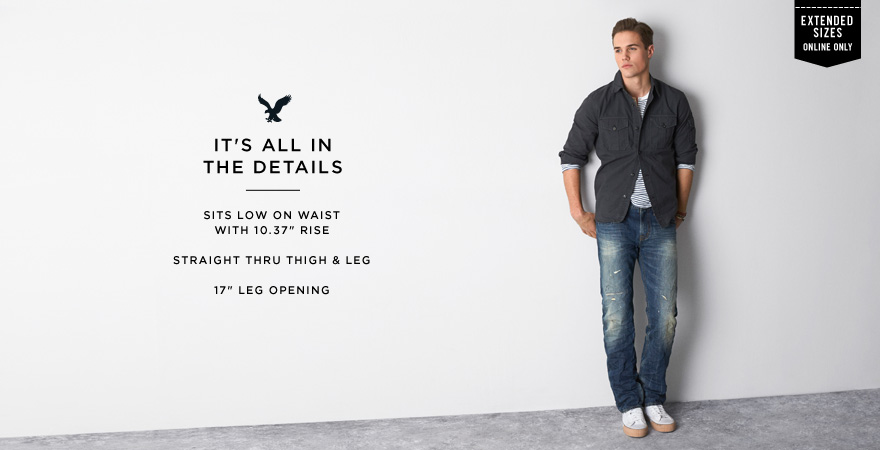 IT'S ALL IN
THE DETAILS
SITS LOW ON WAIST
WITH 10.37" RISE
STRAIGHT THRU THIGH & LEG
17" LEG OPENING
EXTENDED
SIZES
ONLINE ONLY